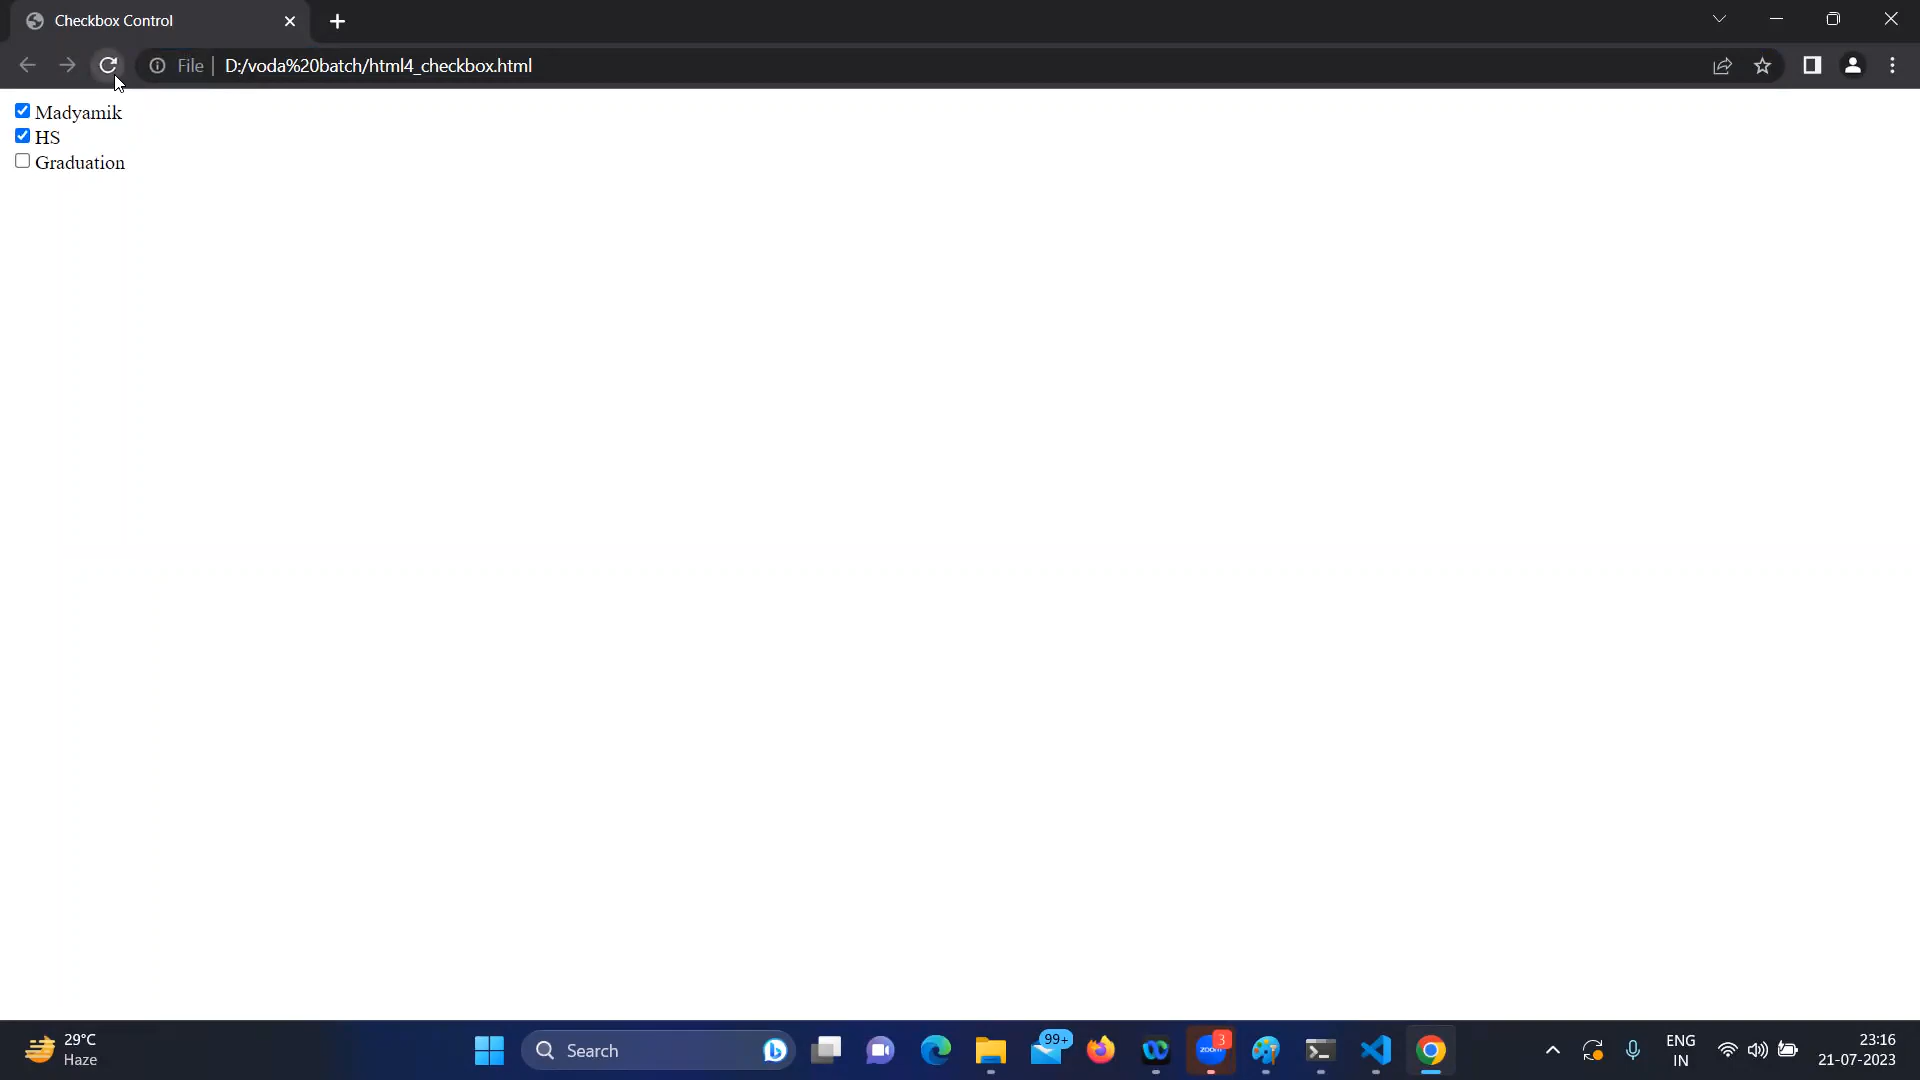 Checkbox Control
File
D:/voda%20batch/html4_checkbox.html
Madyamik
HS
Graduation
29°C
Haze
Search
99+
zoom
3
ENG
IN
23:16
21-07-2023